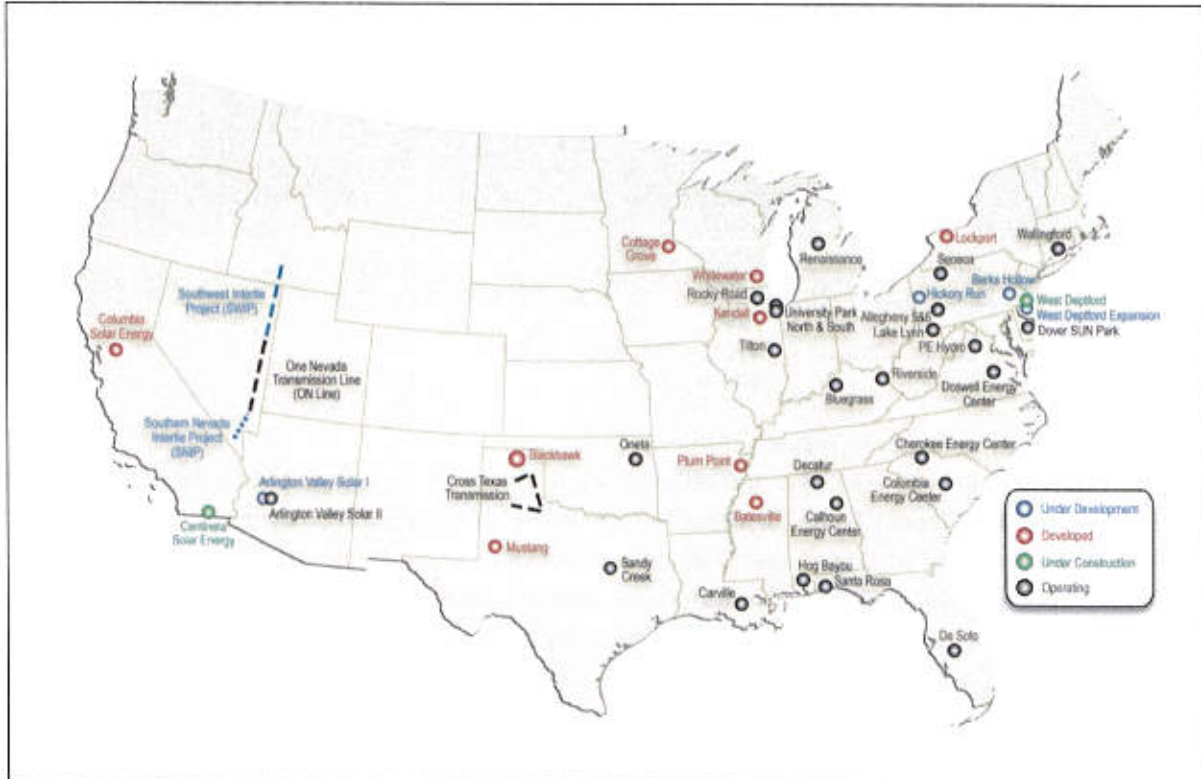 Cottage
Grove
Renaissance
Lockport
Wallingford
Seneca
Whitewater
Rocky Road
Kendall
University Park
North & South
Hickory Run
Berks Hollow
West Deptford
West Deptford Expansion
Dover SUN Park
Allegheny
Lake Lynn
PE Hydro
Tilton
Riverside
Bluegrass
Doswell Energy
Center
Southwest Intertie
Project (SWIP)
Columbia
Solar Energy
One Nevada
Transmission Line
(ON Line)
Southern Nevada
Intertie Project
(SNIP)
Arlington Valley Solar I
Arlington Valley Solar II
Centinela
Solar Energy
Blackhawk
Oneta
Cross Texas
Transmission
Mustang
Sandy
Creek
Plum Point
Batesville
Decatur
Calhoun
Energy Center
Cherokee Energy Center
Columbia
Energy Center
Hog Bayou
Santa Rosa
Carville
De Soto
Under Development
Developed
Under Construction
Operating